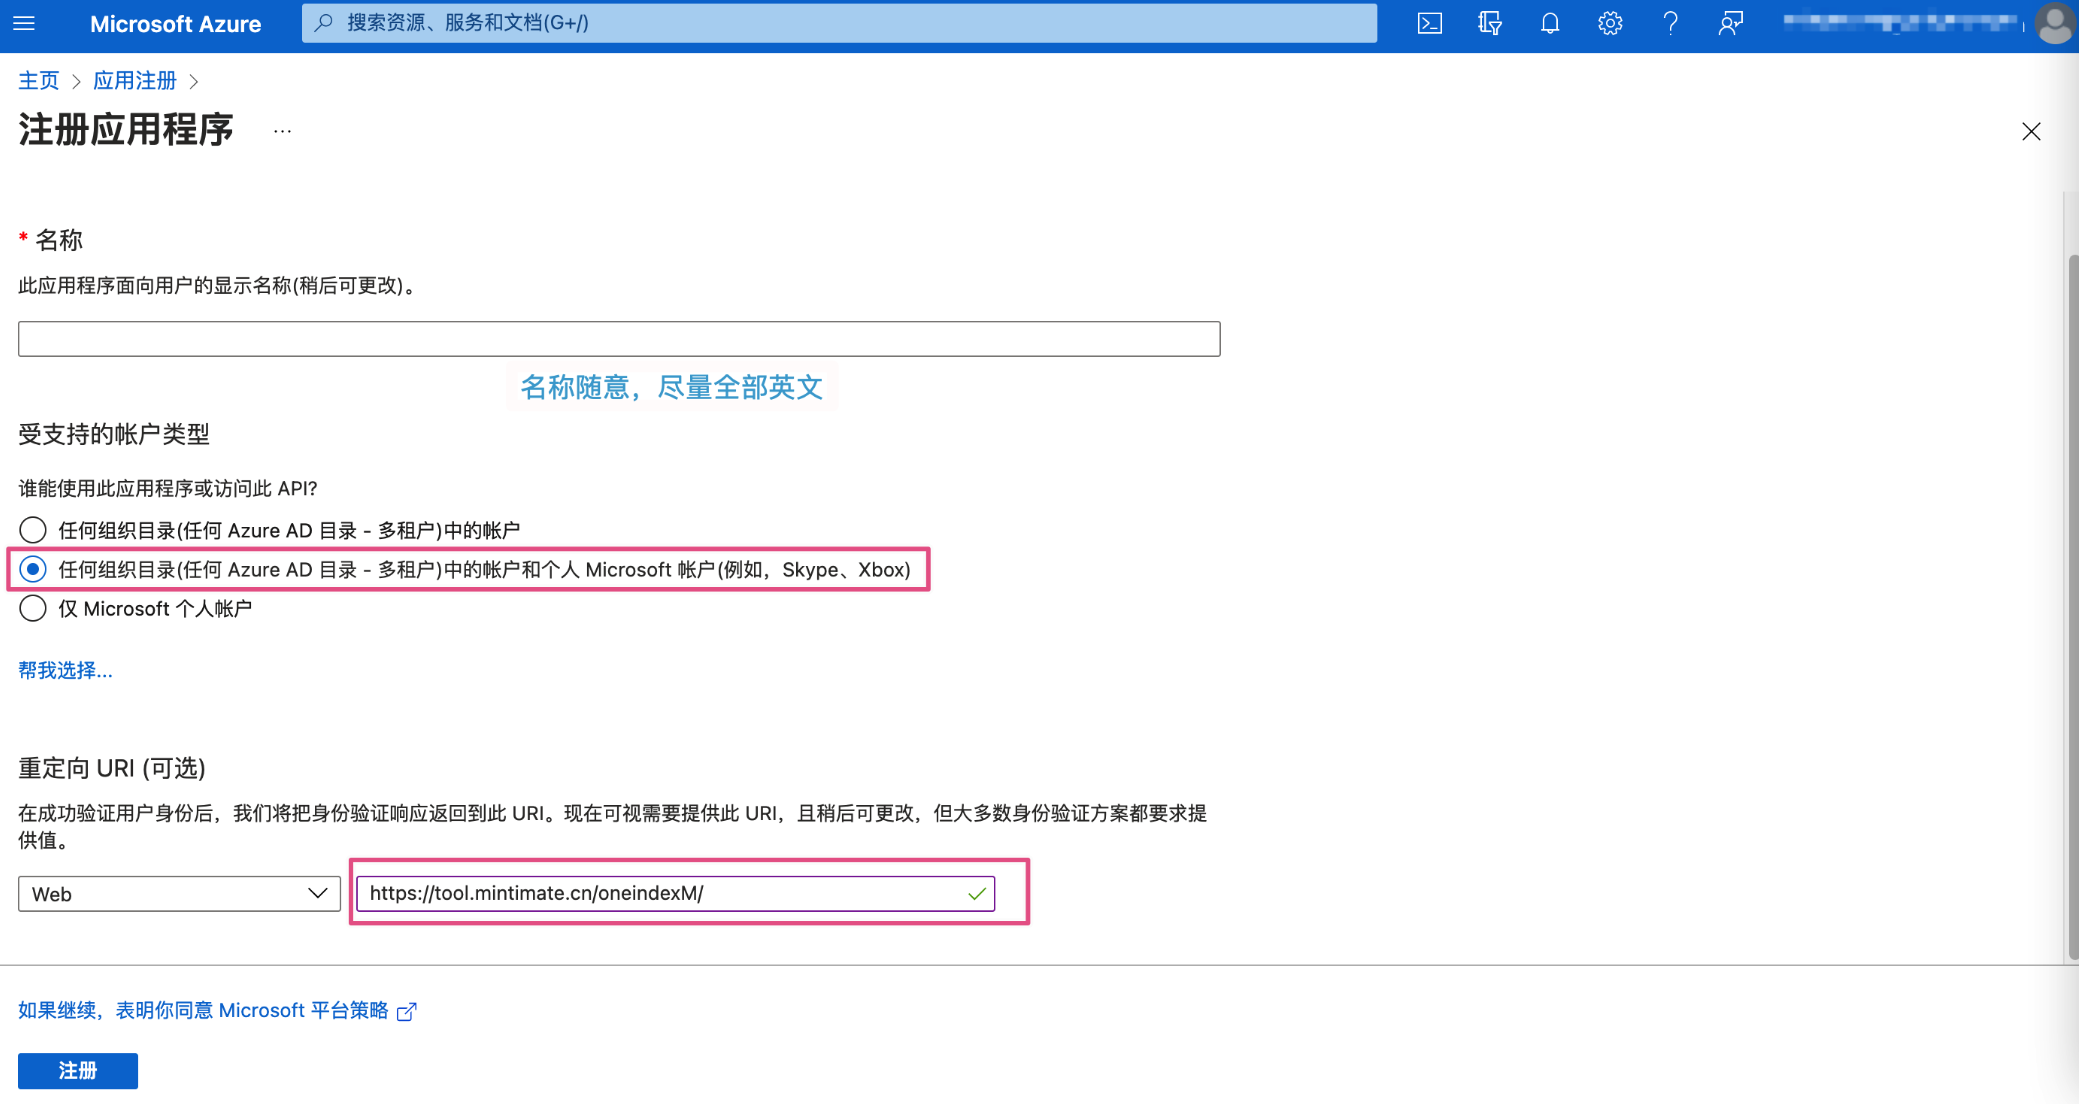 Microsoft Azure
搜索资源、服务和文档(G+/)
主页 > 应用注册 >
注册应用程序 ...
* 名称
此应用程序面向用户的显示名称(稍后可更改)。
名称随意，尽量全部英文
受支持的帐户类型
谁能使用此应用程序或访问此 API?
任何组织目录(任何 Azure AD 目录 - 多租户)中的帐户
任何组织目录(任何 Azure AD 目录 - 多租户)中的帐户和个人 Microsoft 帐户(例如，Skype、Xbox)
仅 Microsoft 个人帐户
帮我选择...
重定向 URI (可选)
在成功验证用户身份后，我们将把身份验证响应返回到此 URI。现在可视需要提供此 URI，且稍后可更改，但大多数身份验证方案都要求提
供值。
Web
https://tool.mintimate.cn/oneindexM/
如果继续，表明你同意 Microsoft 平台策略
注册